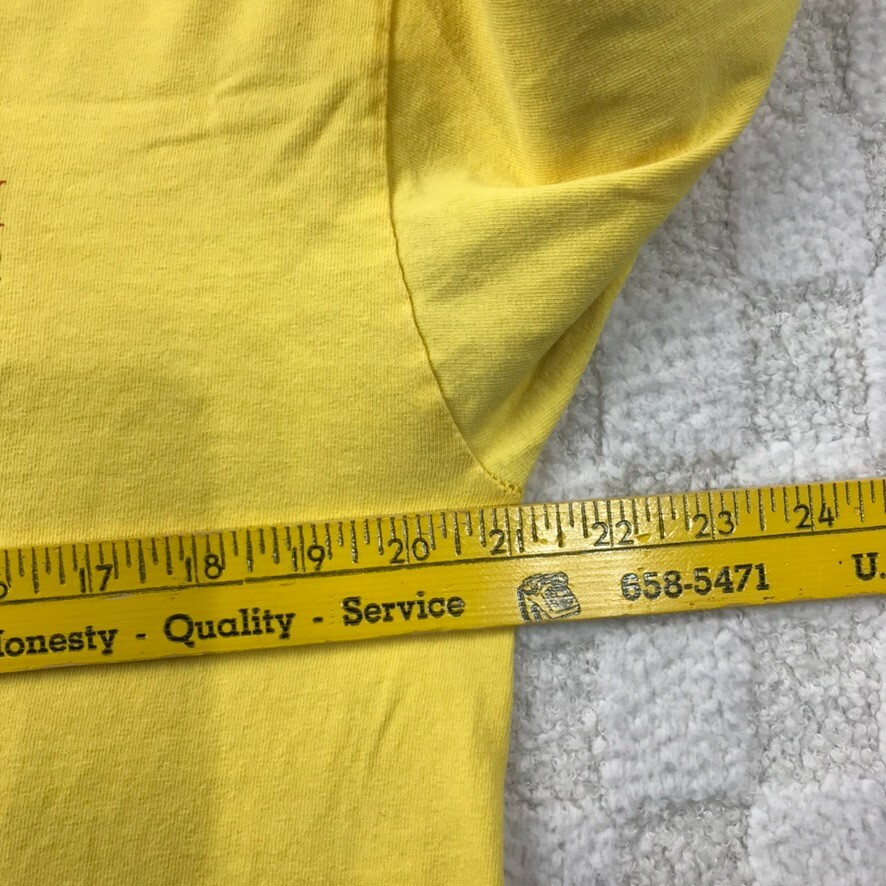 17 18 19 20 21 22 23 24
Honesty - Quality - Service 658-5471 U.